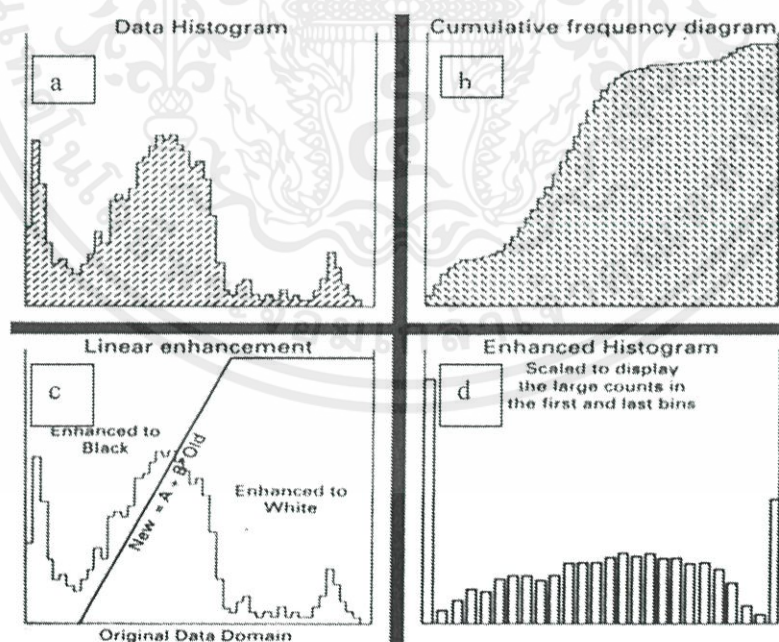 Data Histogram
a
Cumulative frequency diagram
b
Linear enhancement
c
Enhanced to
Black
New = A + B*Old
Enhanced to
White
Original Data Domain
Enhanced Histogram
d
Scaled to display
the large counts in
the first and last bins